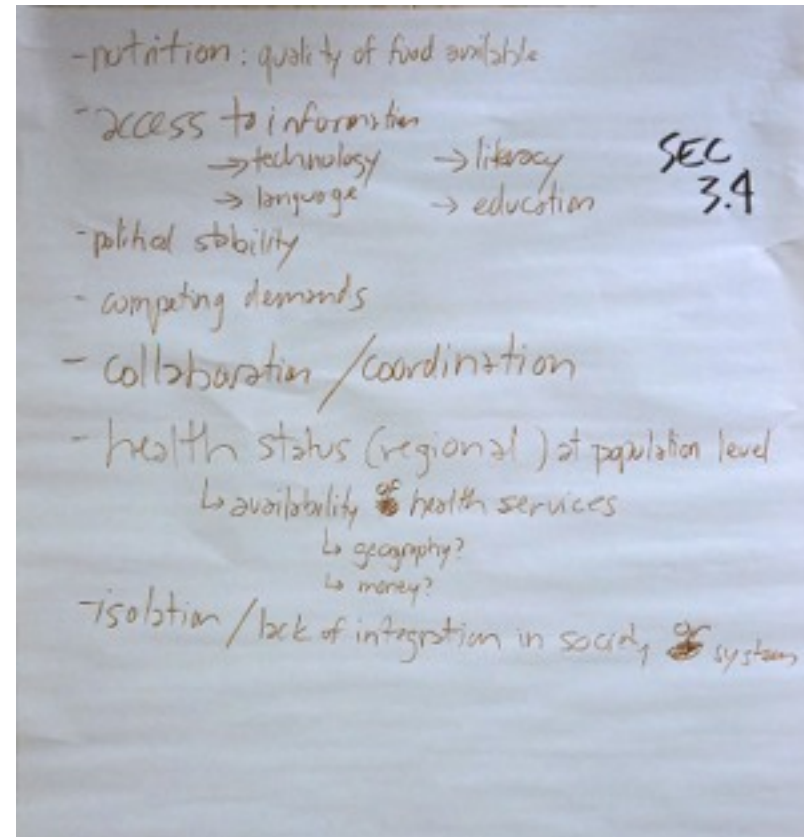 - nutrition: quality of food available
- access to information
→ technology → literacy
→ language → education
SEC
3.4
- political stability
- competing demands
- collaboration / coordination
- health status (regional) at population level
↳ availability of health services
↳ geography?
↳ money?
- isolation / lack of integration in society or system